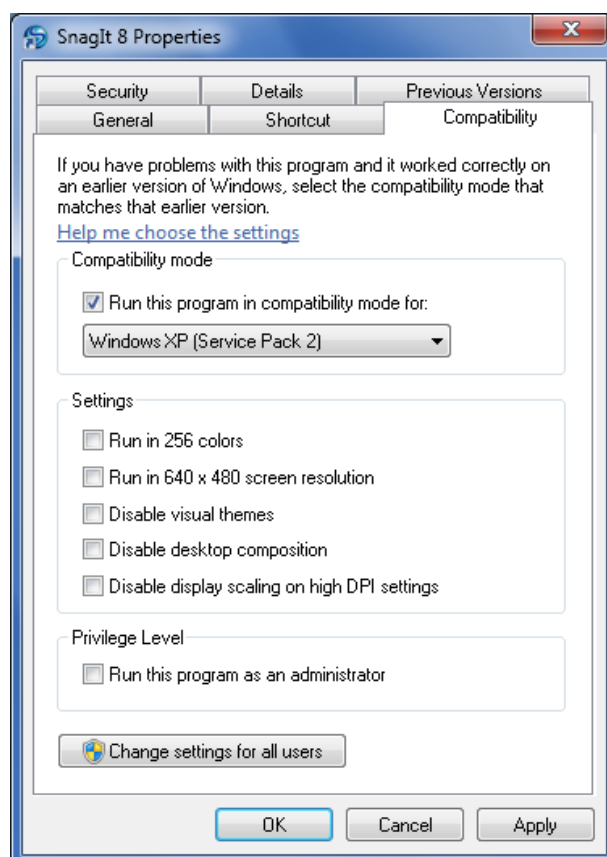 SnagIt 8 Properties
x
Security Details Previous Versions
General Shortcut Compatibility
If you have problems with this program and it worked correctly on
an earlier version of Windows, select the compatibility mode that
matches that earlier version.
Help me choose the settings
Compatibility mode
Run this program in compatibility mode for:
Windows XP (Service Pack 2)
Settings
Run in 256 colors
Run in 640 x 480 screen resolution
Disable visual themes
Disable desktop composition
Disable display scaling on high DPI settings
Privilege Level
Run this program as an administrator
Change settings for all users
OK Cancel Apply